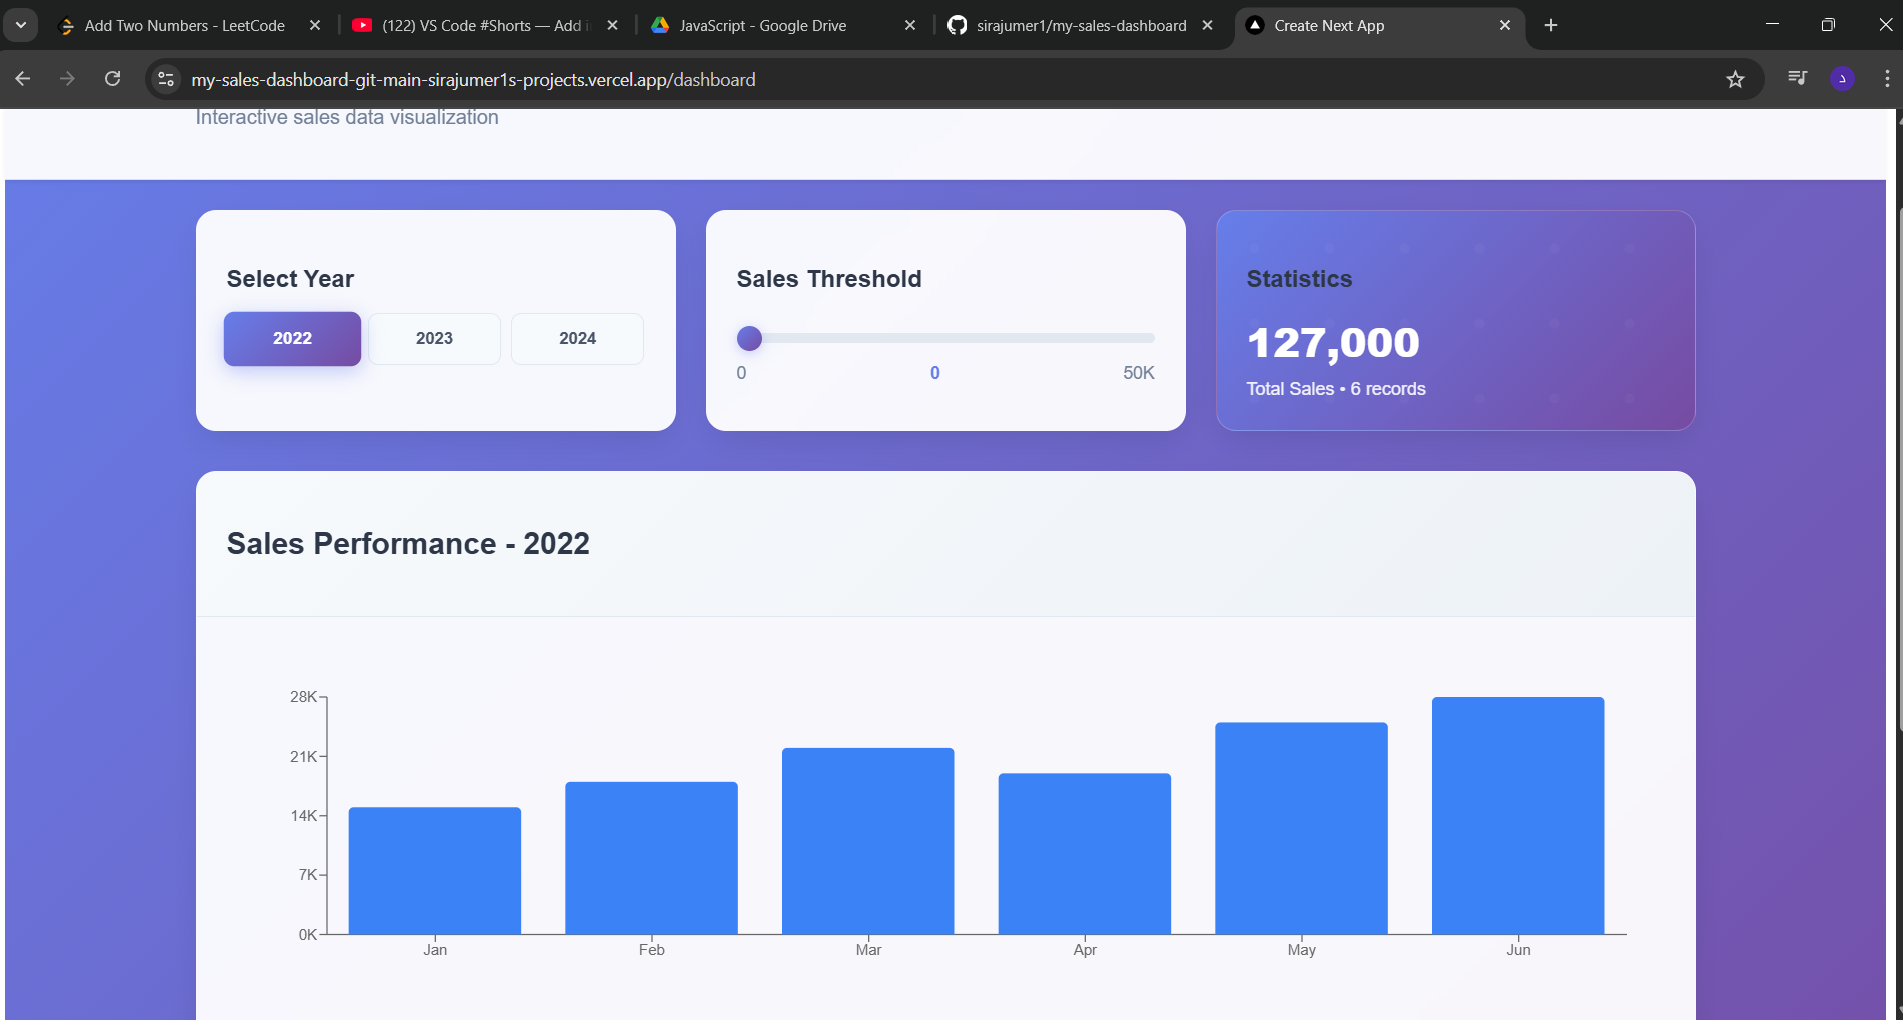 Add Two Numbers - LeetCode
(122) VS Code #Shorts — Add i
JavaScript - Google Drive
sirajumer1/my-sales-dashboard
Create Next App
my-sales-dashboard-git-main-sirajumer1s-projects.vercel.app/dashboard
د
Interactive sales data visualization
Select Year
2022
2023
2024
Sales Threshold
0
0
50K
Statistics
127,000
Total Sales • 6 records
Sales Performance - 2022
28K
21K
14K
7K
0K
Jan
Feb
Mar
Apr
May
Jun